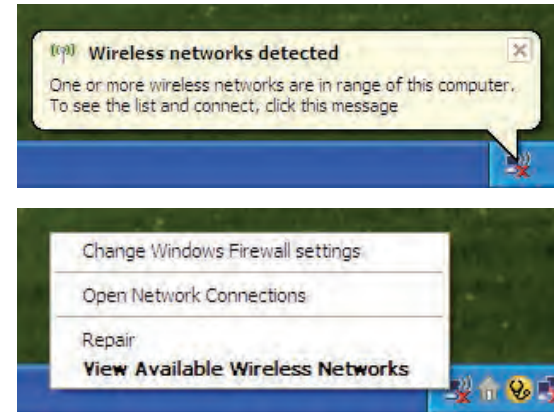 Wireless networks detected
One or more wireless networks are in range of this computer.
To see the list and connect, click this message
Change Windows Firewall settings
Open Network Connections
Repair
View Available Wireless Networks